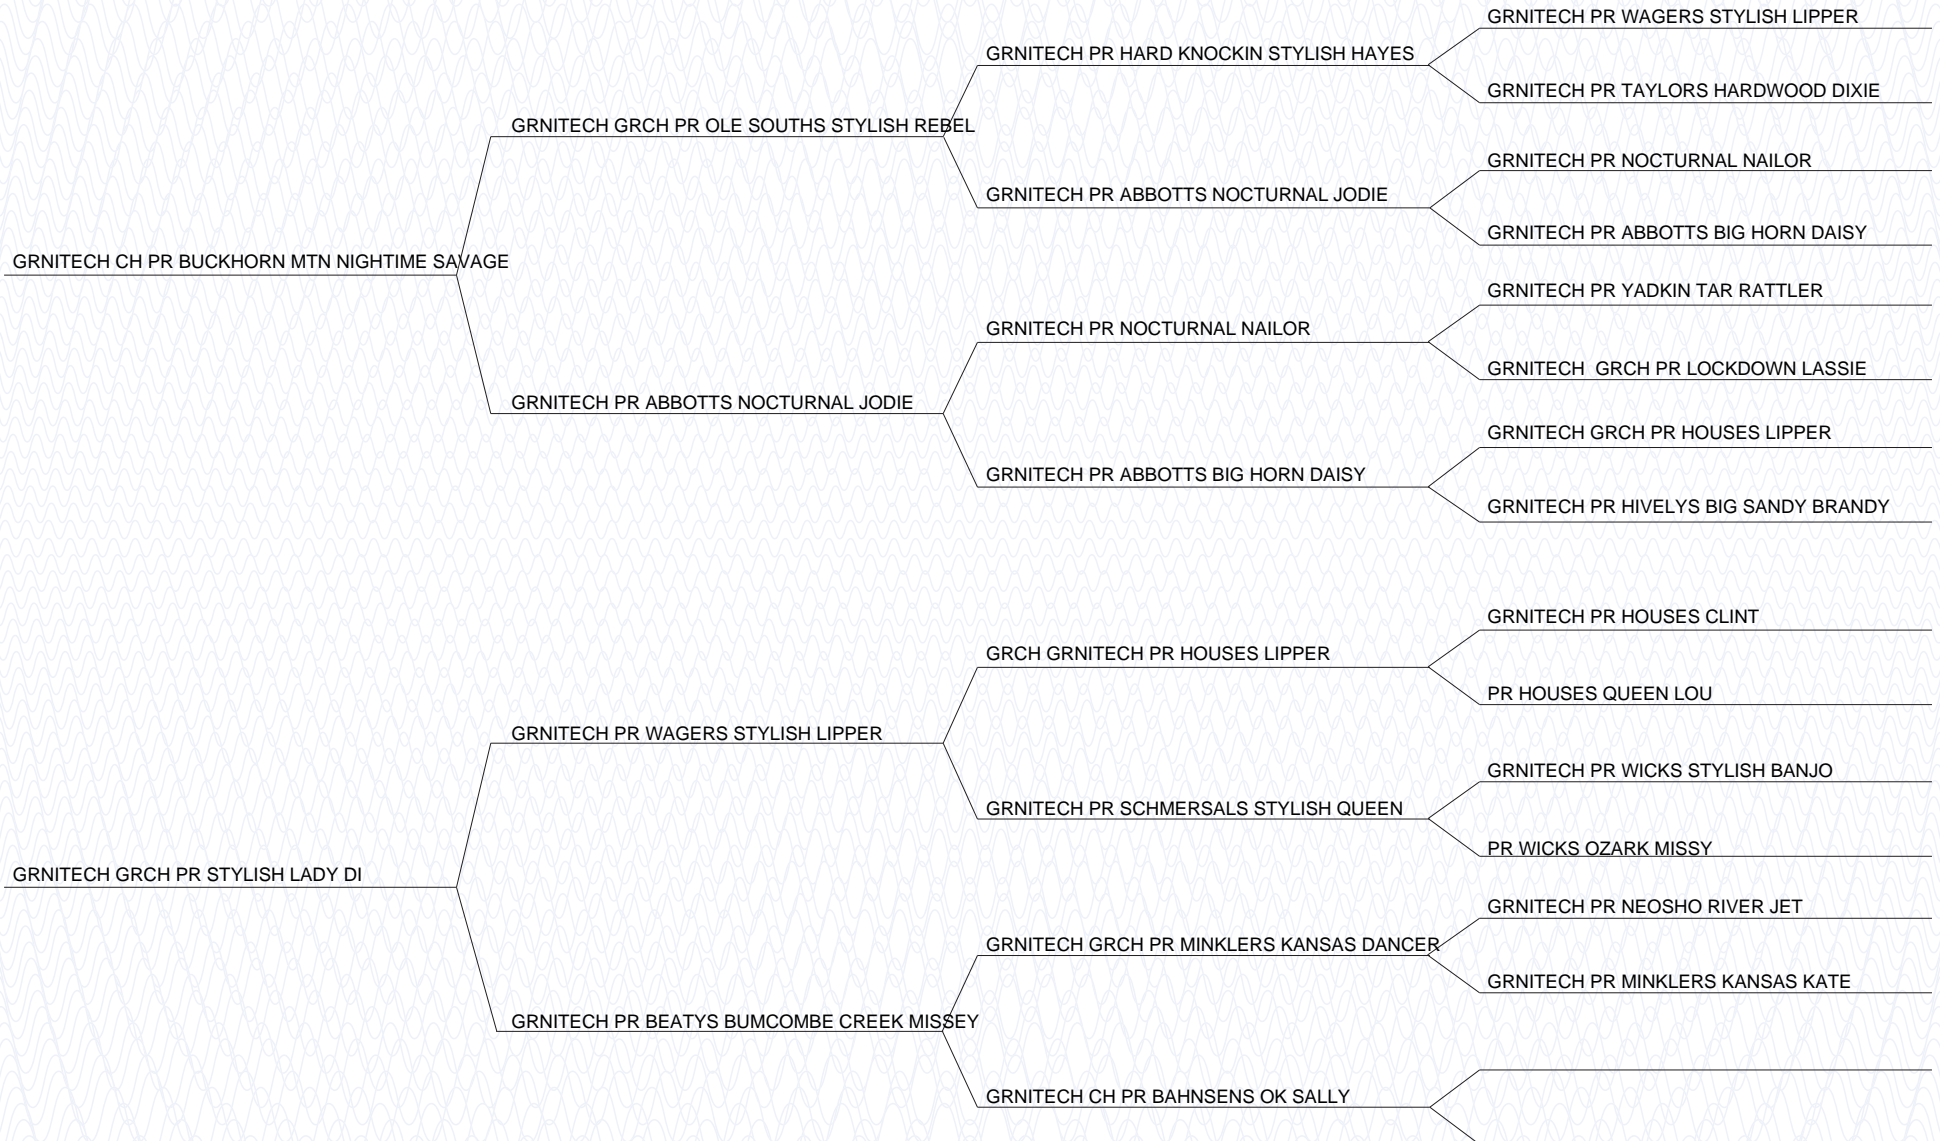 GRNITECH PR WAGERS STYLISH LIPPER
GRNITECH PR HARD KNOCKIN STYLISH HAYES
GRNITECH PR TAYLORS HARDWOOD DIXIE
GRNITECH GRCH PR OLE SOUTHS STYLISH REBEL
GRNITECH PR NOCTURNAL NAILOR
GRNITECH PR ABBOTTS NOCTURNAL JODIE
GRNITECH PR ABBOTTS BIG HORN DAISY
GRNITECH CH PR BUCKHORN MTN NIGHTIME SAVAGE
GRNITECH PR YADKIN TAR RATTLER
GRNITECH PR NOCTURNAL NAILOR
GRNITECH  GRCH PR LOCKDOWN LASSIE
GRNITECH PR ABBOTTS NOCTURNAL JODIE
GRNITECH GRCH PR HOUSES LIPPER
GRNITECH PR ABBOTTS BIG HORN DAISY
GRNITECH PR HIVELYS BIG SANDY BRANDY
GRNITECH PR HOUSES CLINT
GRCH GRNITECH PR HOUSES LIPPER
PR HOUSES QUEEN LOU
GRNITECH PR WAGERS STYLISH LIPPER
GRNITECH PR WICKS STYLISH BANJO
GRNITECH PR SCHMERSALS STYLISH QUEEN
PR WICKS OZARK MISSY
GRNITECH GRCH PR STYLISH LADY DI
GRNITECH PR NEOSHO RIVER JET
GRNITECH GRCH PR MINKLERS KANSAS DANCER
GRNITECH PR MINKLERS KANSAS KATE
GRNITECH PR BEATYS BUMCOMBE CREEK MISSEY
GRNITECH CH PR BAHNSENS OK SALLY